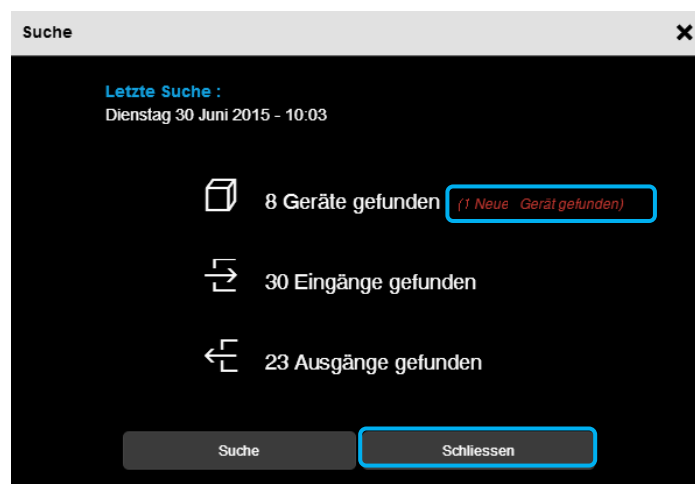 Suche
Letzte Suche :
Dienstag 30 Juni 2015 - 10:03
8 Geräte gefunden (1 Neue Gerät gefunden)
30 Eingänge gefunden
23 Ausgänge gefunden
Suche Schliessen